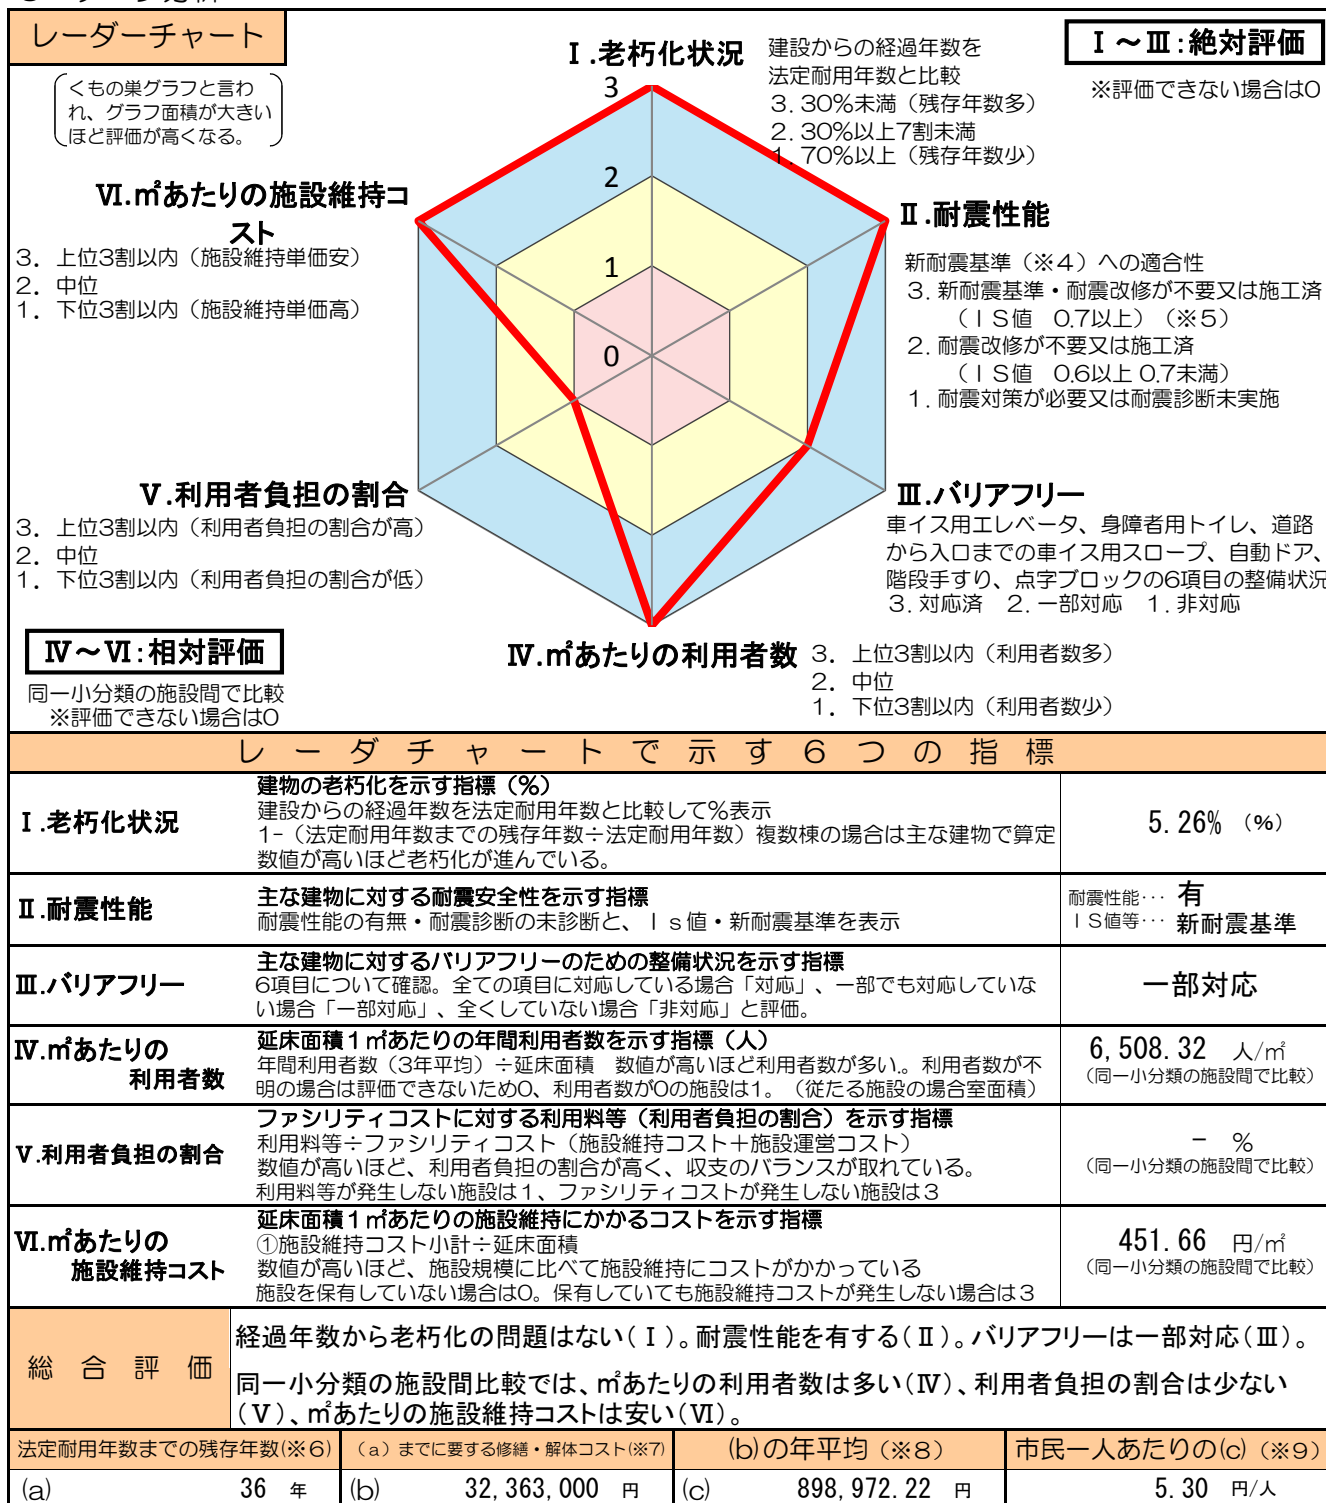 レーダーチャート
くもの巣グラフと言わ
れ、グラフ面積が大きい
ほど評価が高くなる。
Ⅰ.老朽化状況
建設からの経過年数を
法定耐用年数と比較
3. 30%未満（残存年数多）
2. 30%以上7割未満
1. 70%以上（残存年数少）
Ⅰ～Ⅲ:絶対評価
※評価できない場合は0
3
2
1
0
Ⅵ.㎡あたりの施設維持コ
スト
3. 上位3割以内（施設維持単価安）
2. 中位
1. 下位3割以内（施設維持単価高）
Ⅱ.耐震性能
新耐震基準（※4）への適合性
3. 新耐震基準・耐震改修が不要又は施工済
（ＩＳ値 0.7以上）（※5）
2. 耐震改修が不要又は施工済
（ＩＳ値 0.6以上 0.7未満）
1. 耐震対策が必要又は耐震診断未実施
Ⅴ.利用者負担の割合
3. 上位3割以内（利用者負担の割合が高）
2. 中位
1. 下位3割以内（利用者負担の割合が低）
Ⅲ.バリアフリー
車イス用エレベータ、身障者用トイレ、道路
から入口までの車イス用スロープ、自動ドア、
階段手すり、点字ブロックの6項目の整備状況
3. 対応済 2. 一部対応 1. 非対応
Ⅳ～Ⅵ:相対評価
同一小分類の施設間で比較
※評価できない場合は0
Ⅳ.㎡あたりの利用者数
3. 上位3割以内（利用者数多）
2. 中位
1. 下位3割以内（利用者数少）
レーダチャートで示す6つの指標
Ⅰ.老朽化状況
建物の老朽化を示す指標（%）
建設からの経過年数を法定耐用年数と比較して%表示
1-（法定耐用年数までの残存年数÷法定耐用年数）複数棟の場合は主な建物で算定
数値が高いほど老朽化が進んでいる。
5.26% （%）
Ⅱ.耐震性能
主な建物に対する耐震安全性を示す指標
耐震性能の有無・耐震診断の未診断と、Ｉｓ値・新耐震基準を表示
耐震性能･･･ 有
ＩＳ値等･･･ 新耐震基準
Ⅲ.バリアフリー
主な建物に対するバリアフリーのための整備状況を示す指標
6項目について確認。全ての項目に対応している場合「対応」、一部でも対応していな
い場合「一部対応」、全くしていない場合「非対応」と評価。
一部対応
Ⅳ.㎡あたりの
利用者数
延床面積１㎡あたりの年間利用者数を示す指標（人）
年間利用者数（3年平均）÷延床面積 数値が高いほど利用者数が多い。利用者数が不
明の場合は評価できないため0、利用者数が0の施設は1。（従たる施設の場合室面積）
6,508.32 人/㎡
（同一小分類の施設間で比較）
Ⅴ.利用者負担の割合
ファシリティコストに対する利用料等（利用者負担の割合）を示す指標
利用料等÷ファシリティコスト（施設維持コスト＋施設運営コスト）
数値が高いほど、利用者負担の割合が高く、収支のバランスが取れている。
利用料等が発生しない施設は１、ファシリティコストが発生しない施設は３
- %
（同一小分類の施設間で比較）
Ⅵ.㎡あたりの
施設維持コスト
延床面積１㎡あたりの施設維持にかかるコストを示す指標
①施設維持コスト小計÷延床面積
数値が高いほど、施設規模に比べて施設維持にコストがかかっている
施設を保有していない場合は0。保有していても施設維持コストが発生しない場合は３
451.66 円/㎡
（同一小分類の施設間で比較）
総合評価
経過年数から老朽化の問題はない(Ⅰ)。耐震性能を有する(Ⅱ)。バリアフリーは一部対応(Ⅲ)。
同一小分類の施設間比較では、㎡あたりの利用者数は多い(Ⅳ)、利用者負担の割合は少ない
(Ⅴ)、㎡あたりの施設維持コストは安い(Ⅵ)。
法定耐用年数までの残存年数(※6)
（a）までに要する修繕・解体コスト(※7)
(b)の年平均（※8）
市民一人あたりの(c)（※9）
(a) 36 年
(b) 32,363,000 円
(c) 898,972.22 円
5.30 円/人